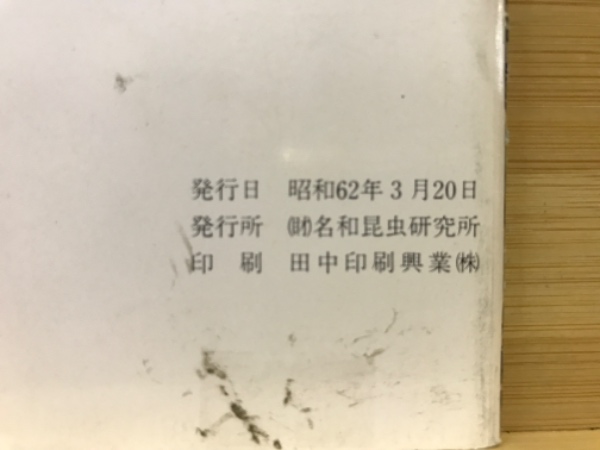 発行日 昭和62年3月20日
発行所 ㈶名和昆虫研究所
印刷 田中印刷興業㈱